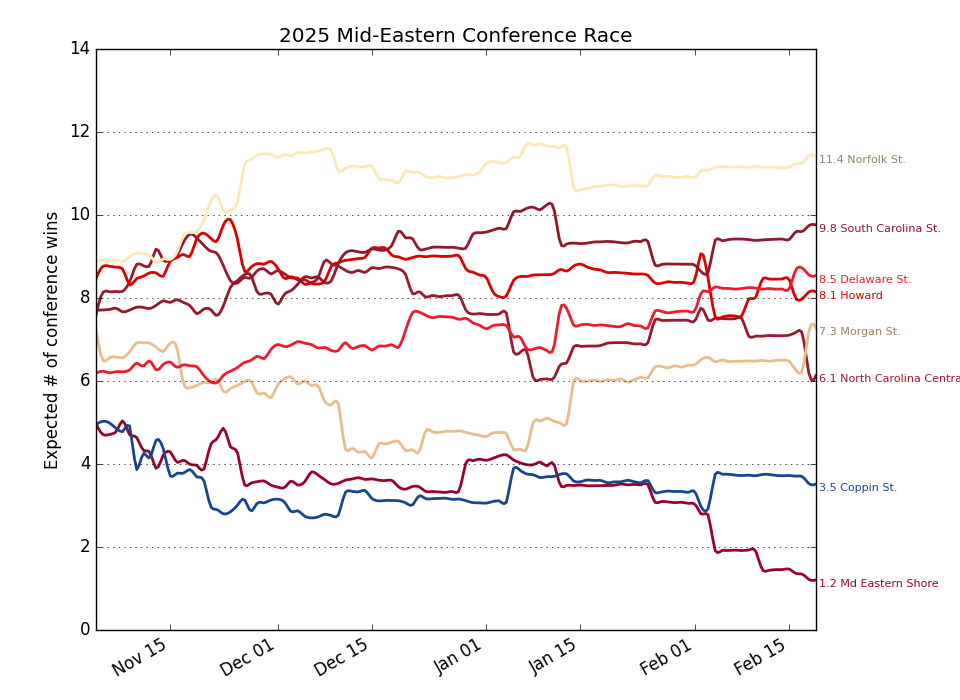 2025 Mid-Eastern Conference Race
Expected # of conference wins
14
12
10
8
6
4
2
0
11.4 Norfolk St.
9.8 South Carolina St.
8.5 Delaware St.
8.1 Howard
7.3 Morgan St.
6.1 North Carolina Centra
3.5 Coppin St.
1.2 Md Eastern Shore
Nov 15
Dec 01
Dec 15
Jan 01
Jan 15
Feb 01
Feb 15